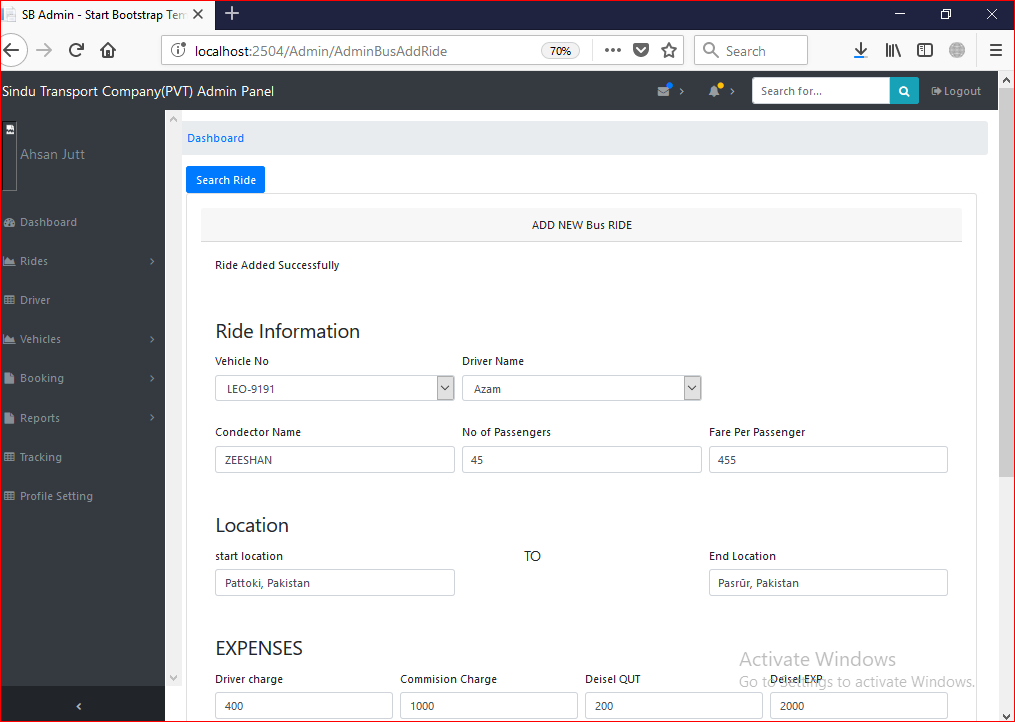 SB Admin - Start Bootstrap Tem
localhost:2504/Admin/AdminBusAddRide
70%
Search
Sindu Transport Company(PVT) Admin Panel
Search for...
Logout
Ahsan Jutt
Dashboard
Rides
Driver
Vehicles
Booking
Reports
Tracking
Profile Setting
Dashboard
Search Ride
ADD NEW Bus RIDE
Ride Added Successfully
Ride Information
Vehicle No Driver Name
LEO-9191 Azam
Condector Name No of Passengers Fare Per Passenger
ZEESHAN 45 455
Location
start location TO End Location
Pattoki, Pakistan Pasrūr, Pakistan
EXPENSES
Driver charge Commision Charge Deisel QUT Deisel EXP
400 1000 200 2000
Activate Windows
Go to Settings to activate Windows.